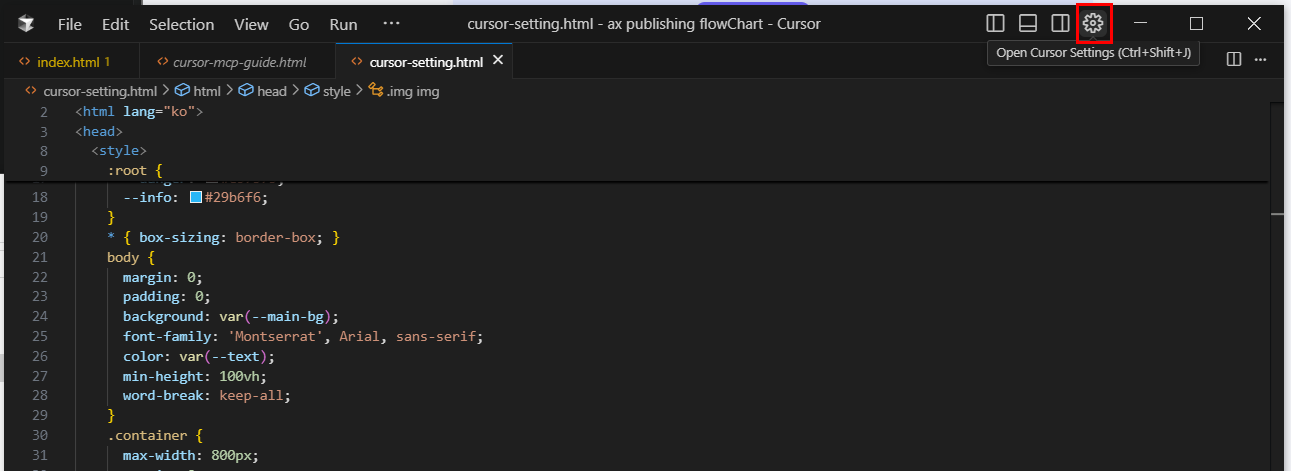 File Edit Selection View Go Run ··· cursor-setting.html - ax publishing flowChart - Cursor
Open Cursor Settings (Ctrl+Shift+J)
<> index.html 1 <> cursor-mcp-guide.html <> cursor-setting.html ···
<> cursor-setting.html > html > head > style > .img img
2 <html lang="ko">
3 <head>
8 <style>
9 :root {
18 --info: #29b6f6;
19 }
20 * { box-sizing: border-box; }
21 body {
22 margin: 0;
23 padding: 0;
24 background: var(--main-bg);
25 font-family: 'Montserrat', Arial, sans-serif;
26 color: var(--text);
27 min-height: 100vh;
28 word-break: keep-all;
29 }
30 .container {
31 max-width: 800px;